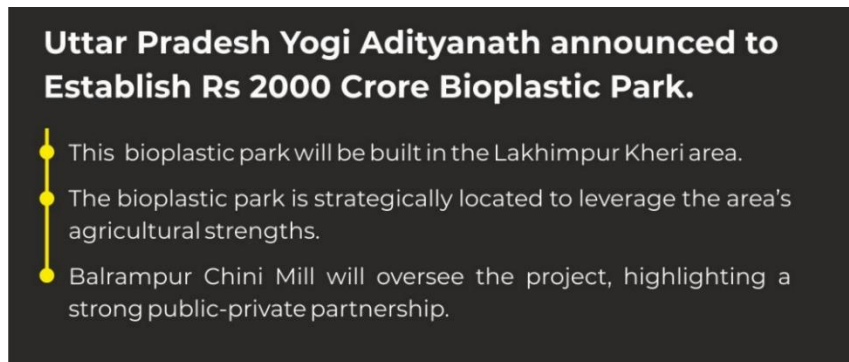 Uttar Pradesh Yogi Adityanath announced to
Establish Rs 2000 Crore Bioplastic Park.
This bioplastic park will be built in the Lakhimpur Kheri area.
The bioplastic park is strategically located to leverage the area's
agricultural strengths.
Balrampur Chini Mill will oversee the project, highlighting a
strong public-private partnership.